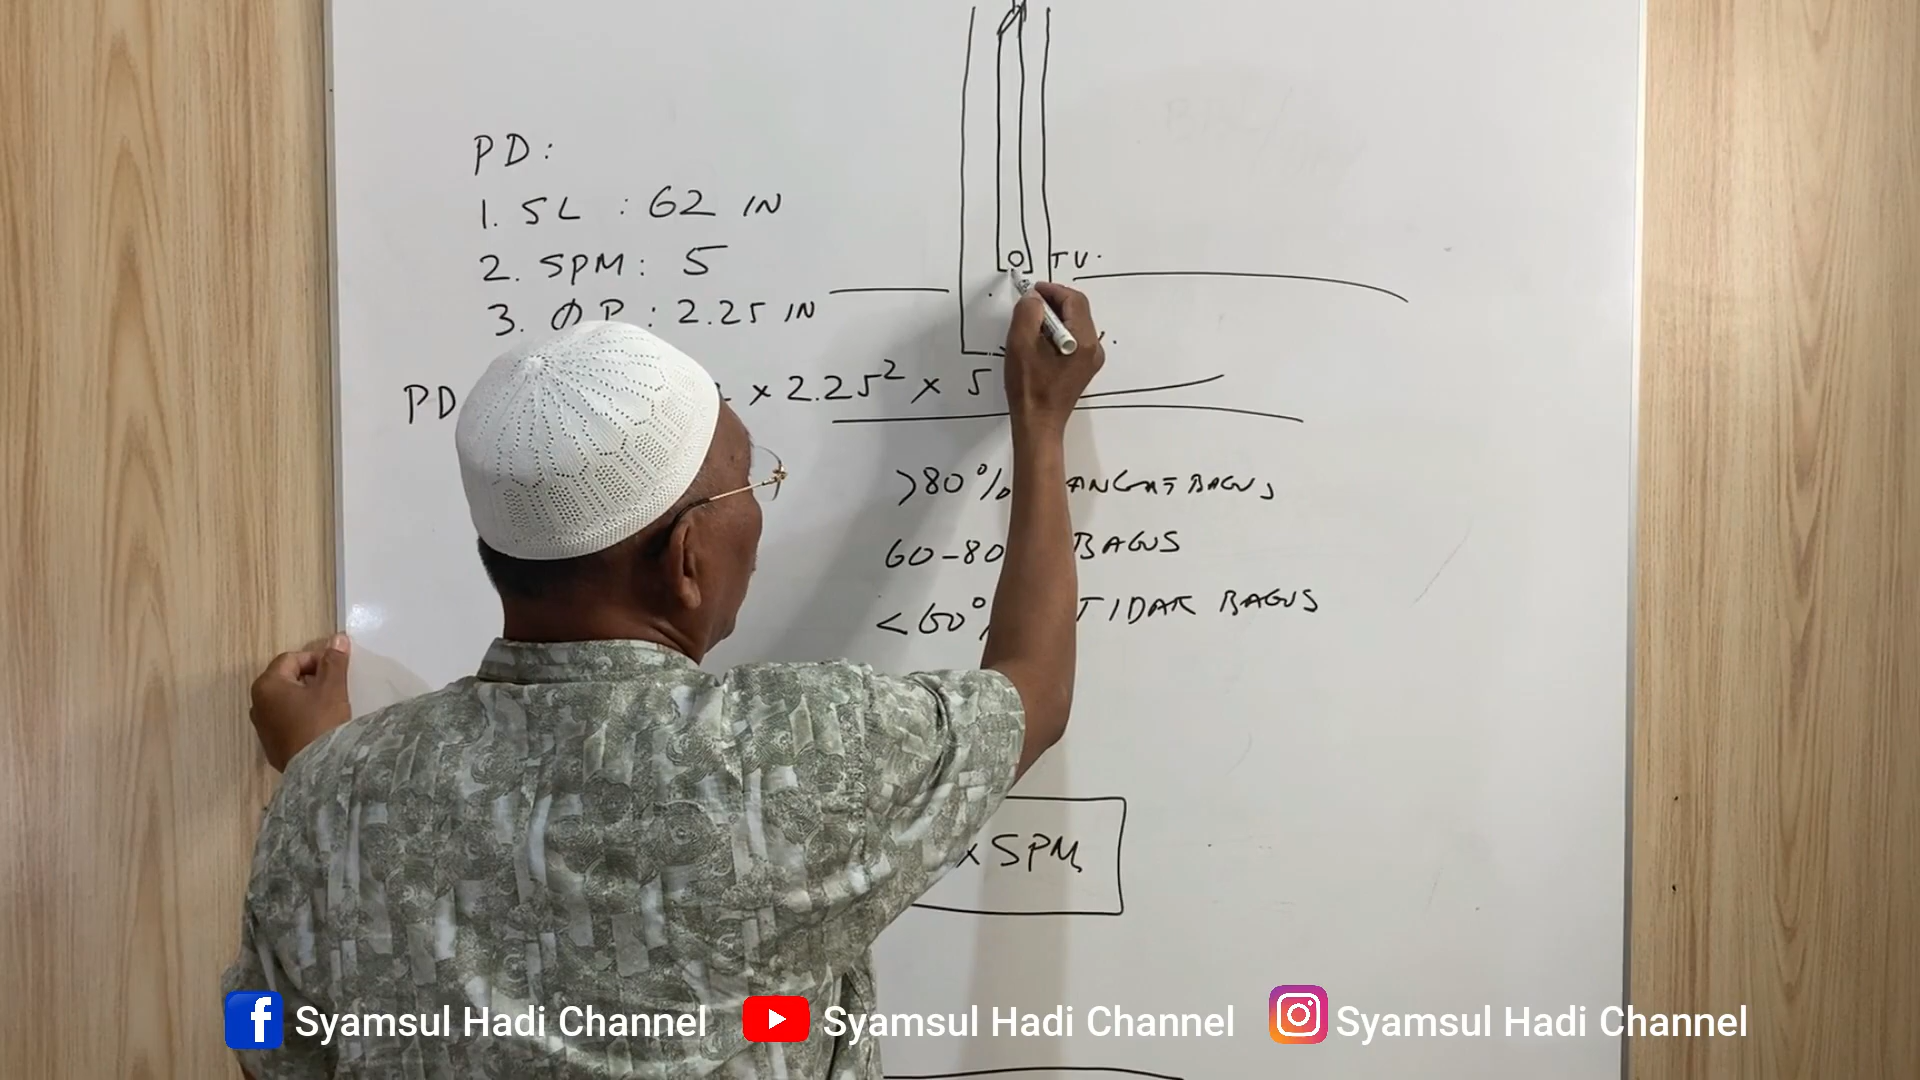 PD:
1. SL : 62 IN
2. SPM: 5
3. ØP : 2.25 IN
TV.
PD
x 2.25² x 5
>80%
BAGUS
60-80
BAGUS
<60%
TIDAK BAGUS
x SPM
Syamsul Hadi Channel
Syamsul Hadi Channel
Syamsul Hadi Channel